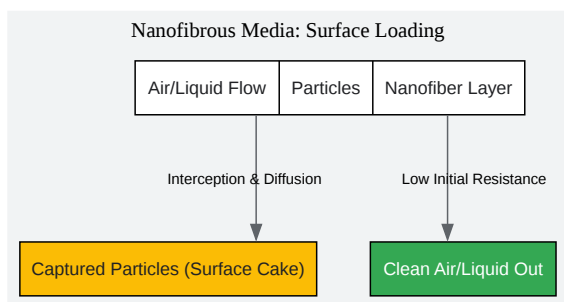 Nanofibrous Media: Surface Loading
Air/Liquid Flow
Particles
Nanofiber Layer
Interception & Diffusion
Low Initial Resistance
Captured Particles (Surface Cake)
Clean Air/Liquid Out